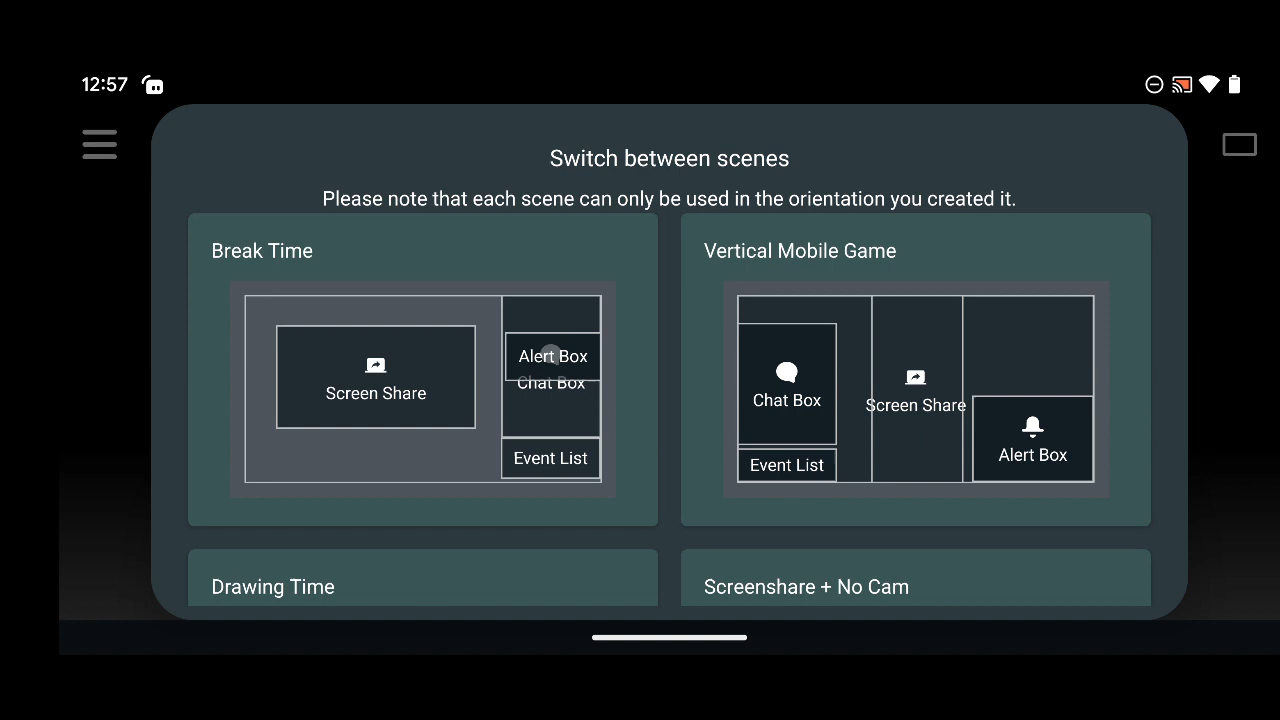 12:57
Switch between scenes
Please note that each scene can only be used in the orientation you created it.
Break Time
Screen Share
Alert Box
Chat Box
Event List
Vertical Mobile Game
Chat Box
Screen Share
Event List
Alert Box
Drawing Time
Screenshare + No Cam